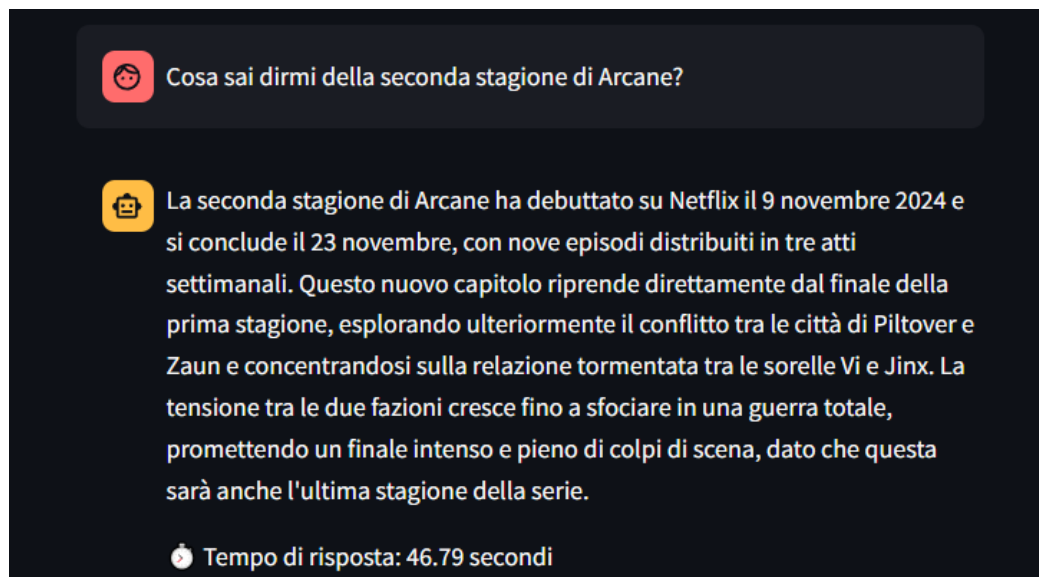 Cosa sai dirmi della seconda stagione di Arcane?
La seconda stagione di Arcane ha debuttato su Netflix il 9 novembre 2024 e
si conclude il 23 novembre, con nove episodi distribuiti in tre atti
settimanali. Questo nuovo capitolo riprende direttamente dal finale della
prima stagione, esplorando ulteriormente il conflitto tra le città di Piltover e
Zaun e concentrandosi sulla relazione tormentata tra le sorelle Vi e Jinx. La
tensione tra le due fazioni cresce fino a sfociare in una guerra totale,
promettendo un finale intenso e pieno di colpi di scena, dato che questa
sarà anche l'ultima stagione della serie.
⏱ Tempo di risposta: 46.79 secondi